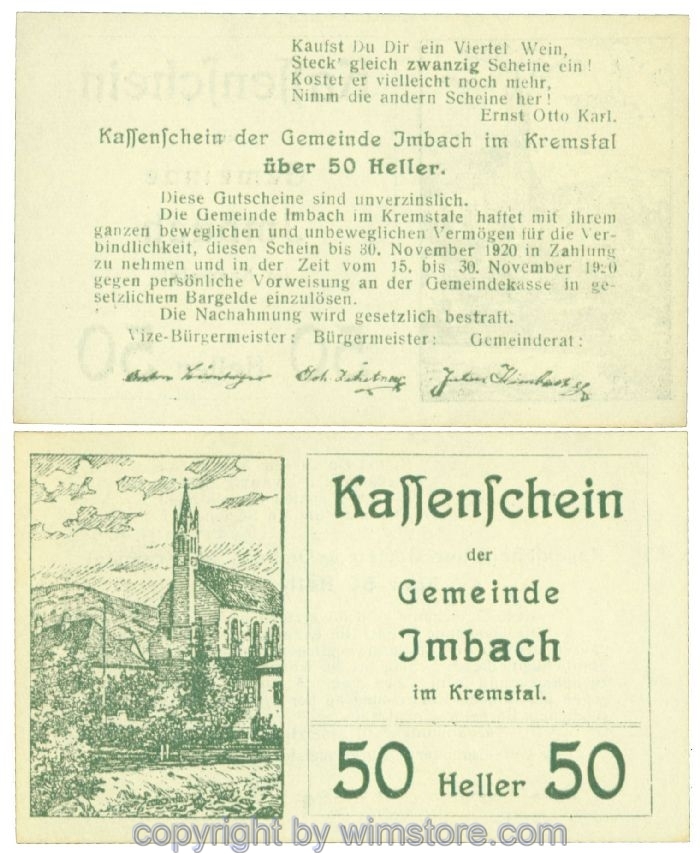 Kaufst Du Dir ein Viertel Wein,
Steck' gleich zwanzig Scheine ein!
Kostet er vielleicht noch mehr,
Nimm die andern Scheine her!
Ernst Otto Karl.
Kaſſenſchein der Gemeinde Imbach im Kremstal
über 50 Heller.
Diese Gutscheine sind unverzinslich.
Die Gemeinde Imbach im Kremstale haftet mit ihrem
ganzen beweglichen und unbeweglichen Vermögen für die Ver-
bindlichkeit, diesen Schein bis 30. November 1920 in Zahlung
zu nehmen und in der Zeit vom 15. bis 30. November 1920
gegen persönliche Vorweisung an der Gemeindekasse in ge-
setzlichem Bargelde einzulösen.
Die Nachahmung wird gesetzlich bestraft.
Vize-Bürgermeister: Bürgermeister: Gemeinderat:
Kaſſenſchein
der
Gemeinde
Imbach
im Kremstal.
50 Heller 50
copyright by wimstore.com